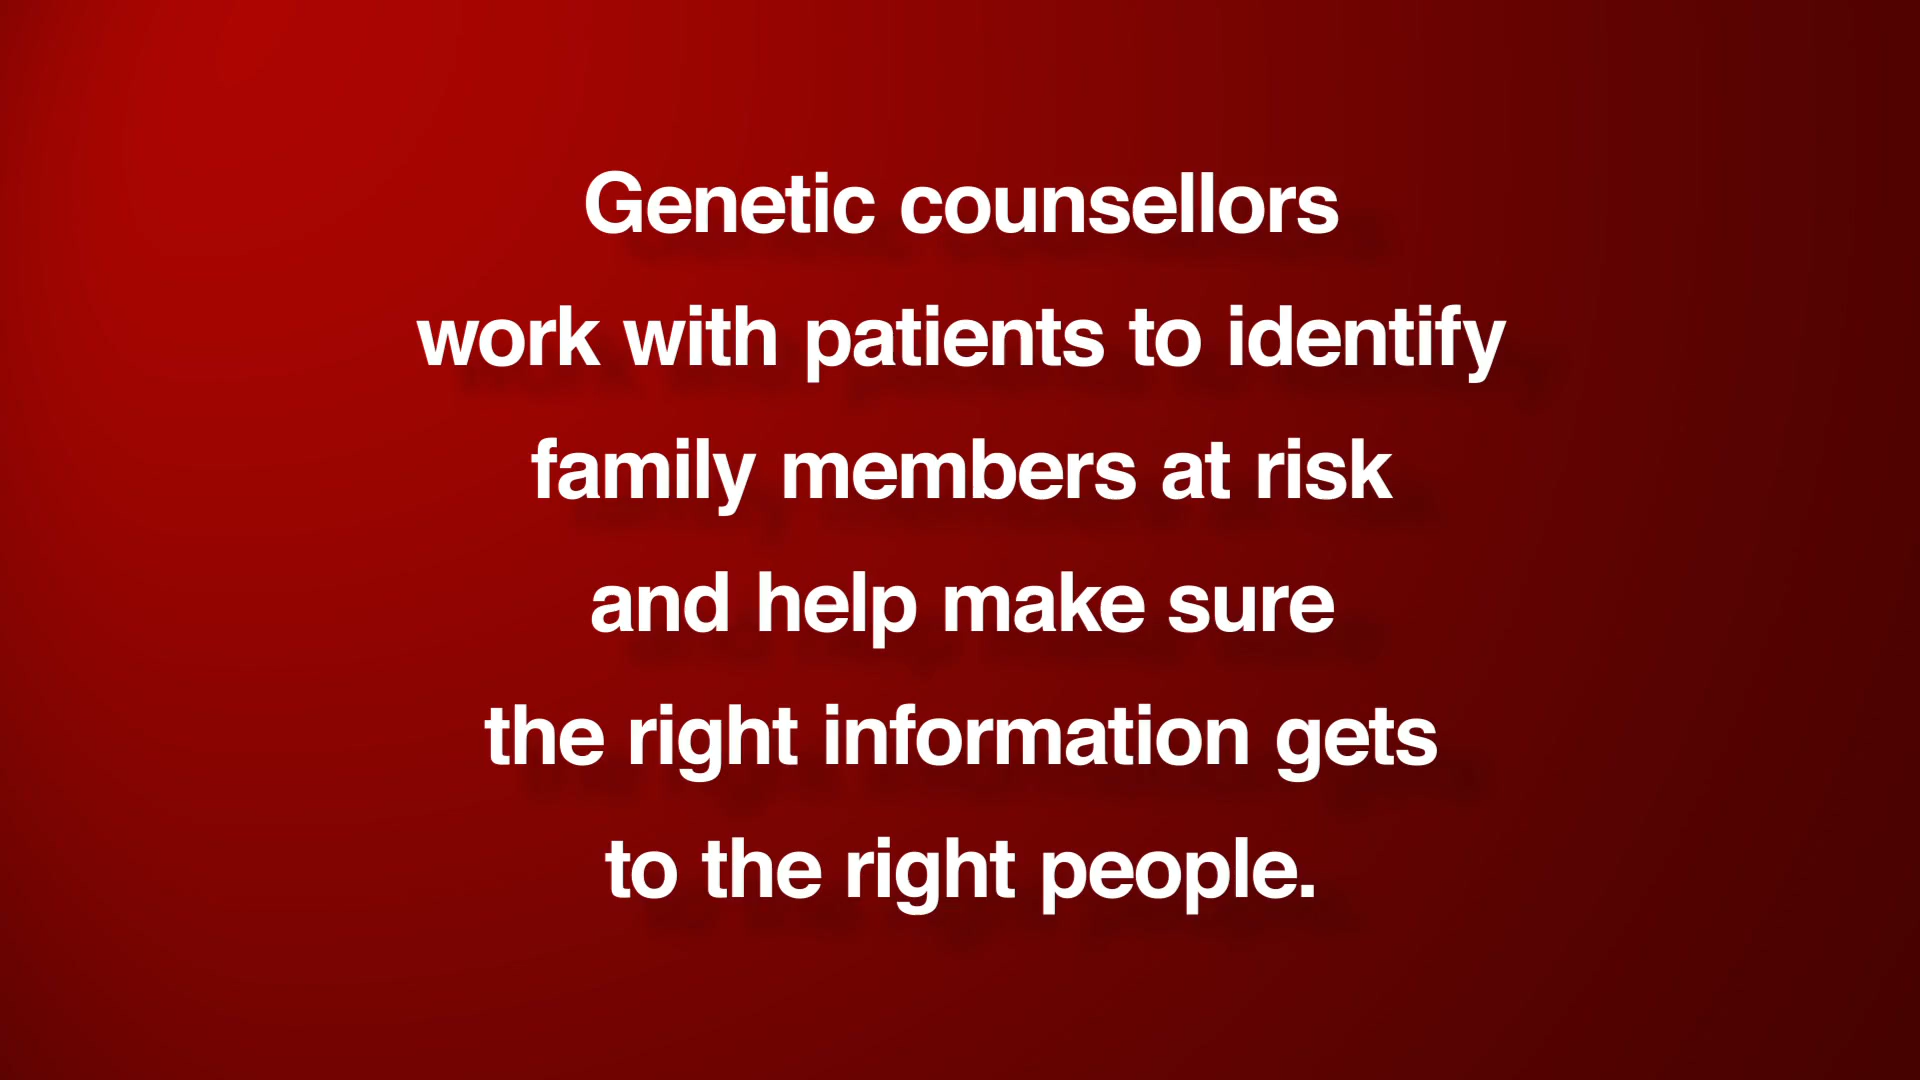 Genetic counsellors
work with patients to identify
family members at risk
and help make sure
the right information gets
to the right people.